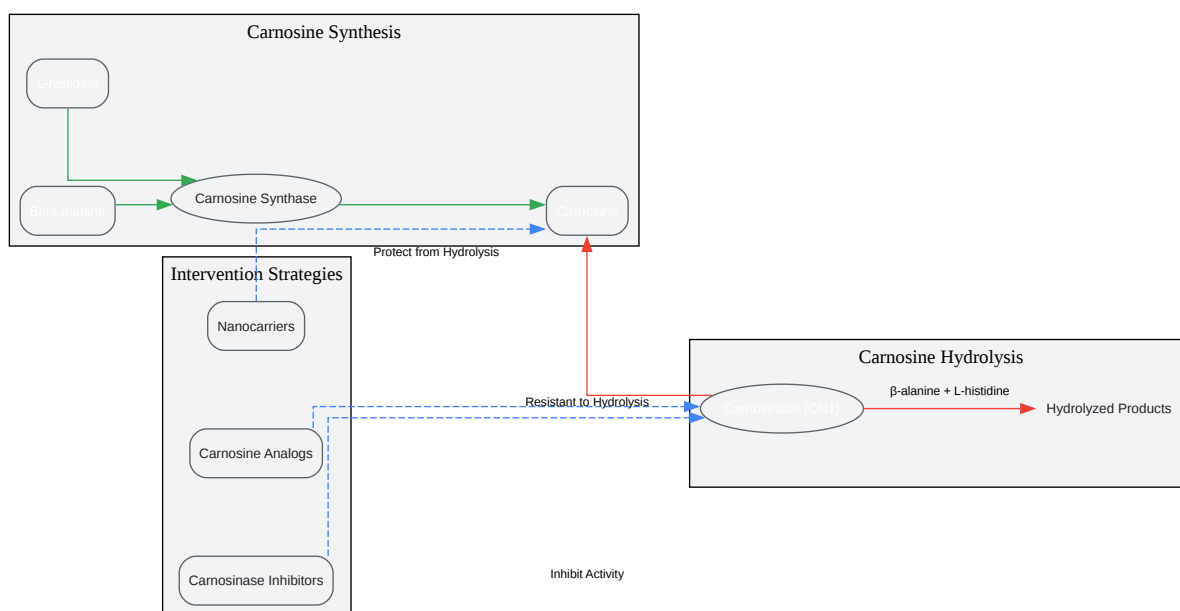 Carnosine Synthesis
L-histidine
Beta-alanine
Carnosine Synthase
Carnosine
Protect from Hydrolysis
Intervention Strategies
Nanocarriers
Carnosine Analogs
Carnosinase Inhibitors
Resistant to Hydrolysis
Inhibit Activity
Carnosine Hydrolysis
Carnosinase (CN1)
β-alanine + L-histidine
Hydrolyzed Products